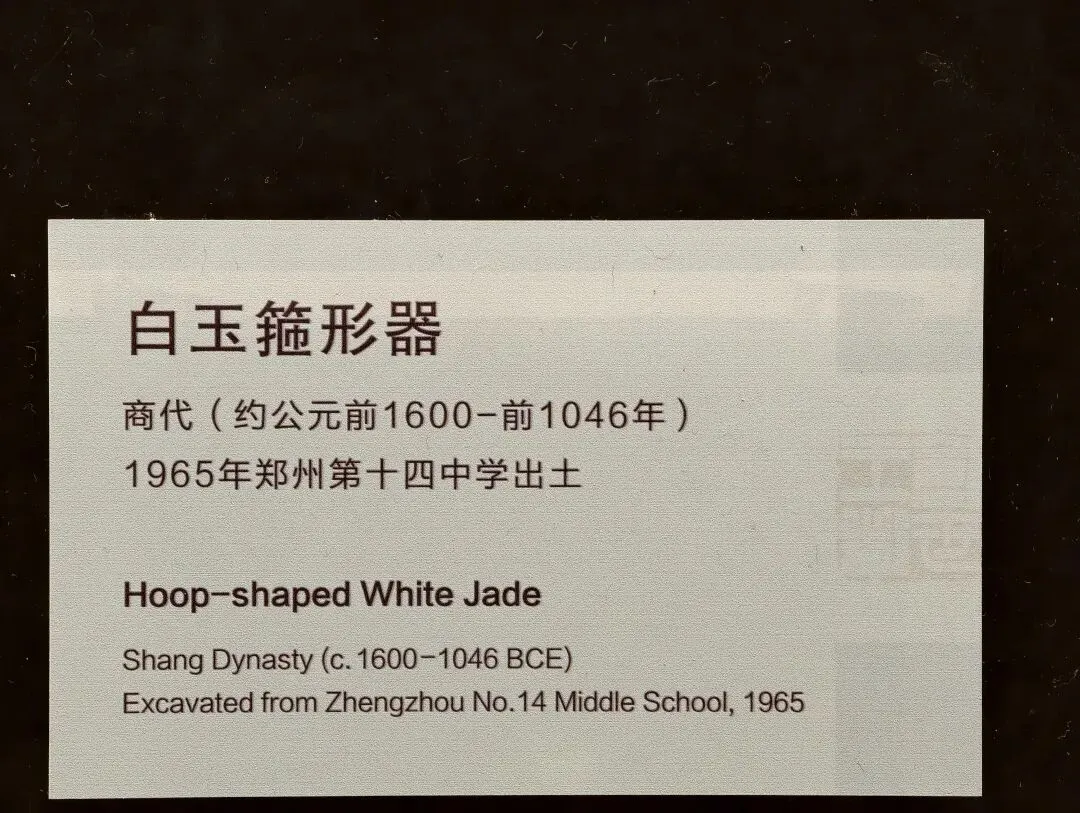 白玉箍形器
商代（约公元前1600-前1046年）
1965年郑州第十四中学出土
Hoop-shaped White Jade
Shang Dynasty (c. 1600-1046 BCE)
Excavated from Zhengzhou No.14 Middle School, 1965